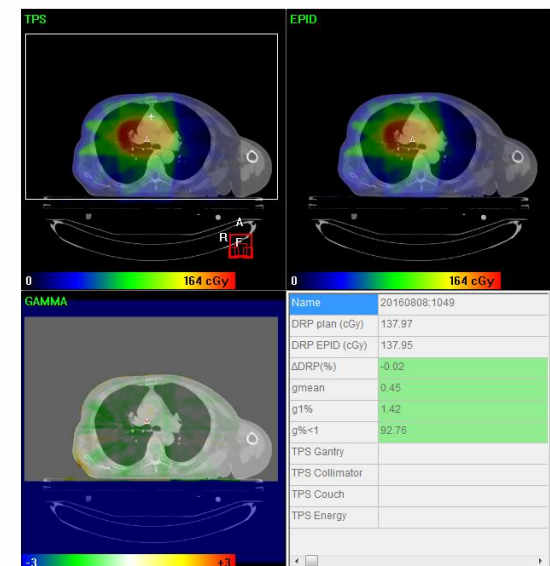 TPS
EPID
A
R
F
0 164 cGy
0 164 cGy
GAMMA
-3 +3
Name 20160808:1049
DRP plan (cGy) 137.97
DRP EPID (cGy) 137.95
ΔDRP(%) -0.02
gmean 0.45
g1% 1.42
g%<1 92.76
TPS Gantry
TPS Collimator
TPS Couch
TPS Energy